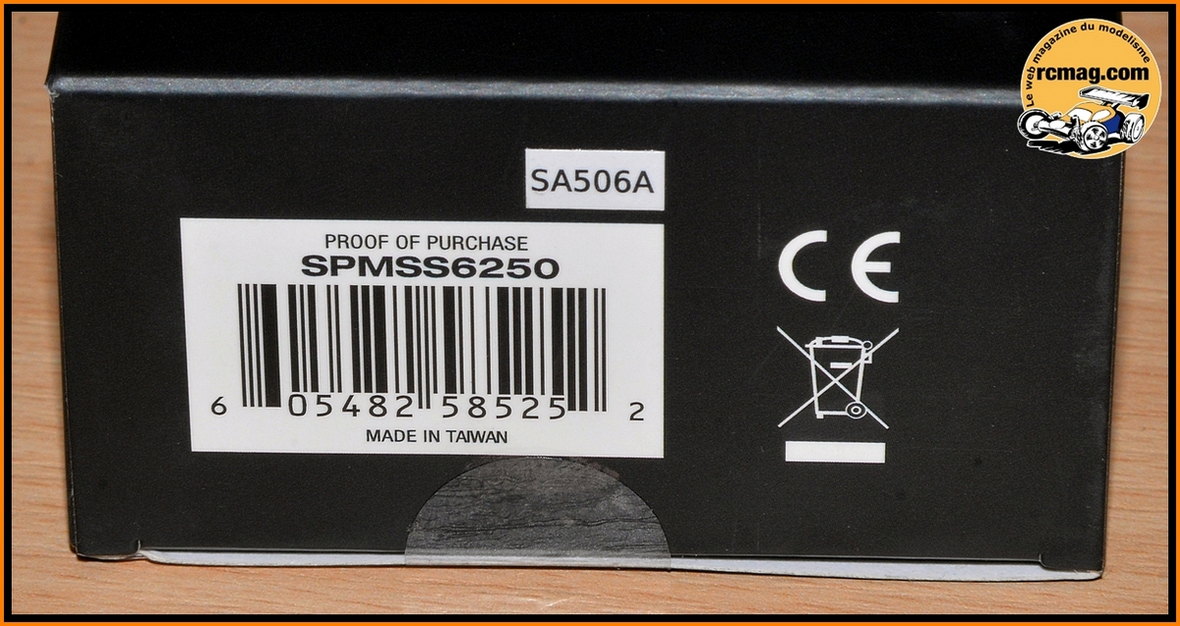 Le web magazine du modelisme
rcmag.com
SA506A
PROOF OF PURCHASE
SPMSS6250
6 05482 58525 2
MADE IN TAIWAN
CE